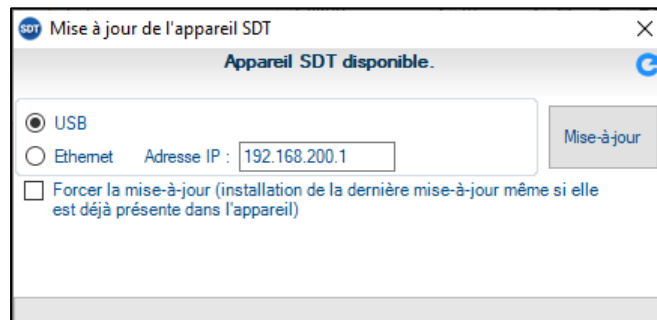 SDT Mise à jour de l'appareil SDT
Appareil SDT disponible.
USB
Ethernet Adresse IP : 192.168.200.1
Mise-à-jour
Forcer la mise-à-jour (installation de la dernière mise-à-jour même si elle
est déjà présente dans l'appareil)